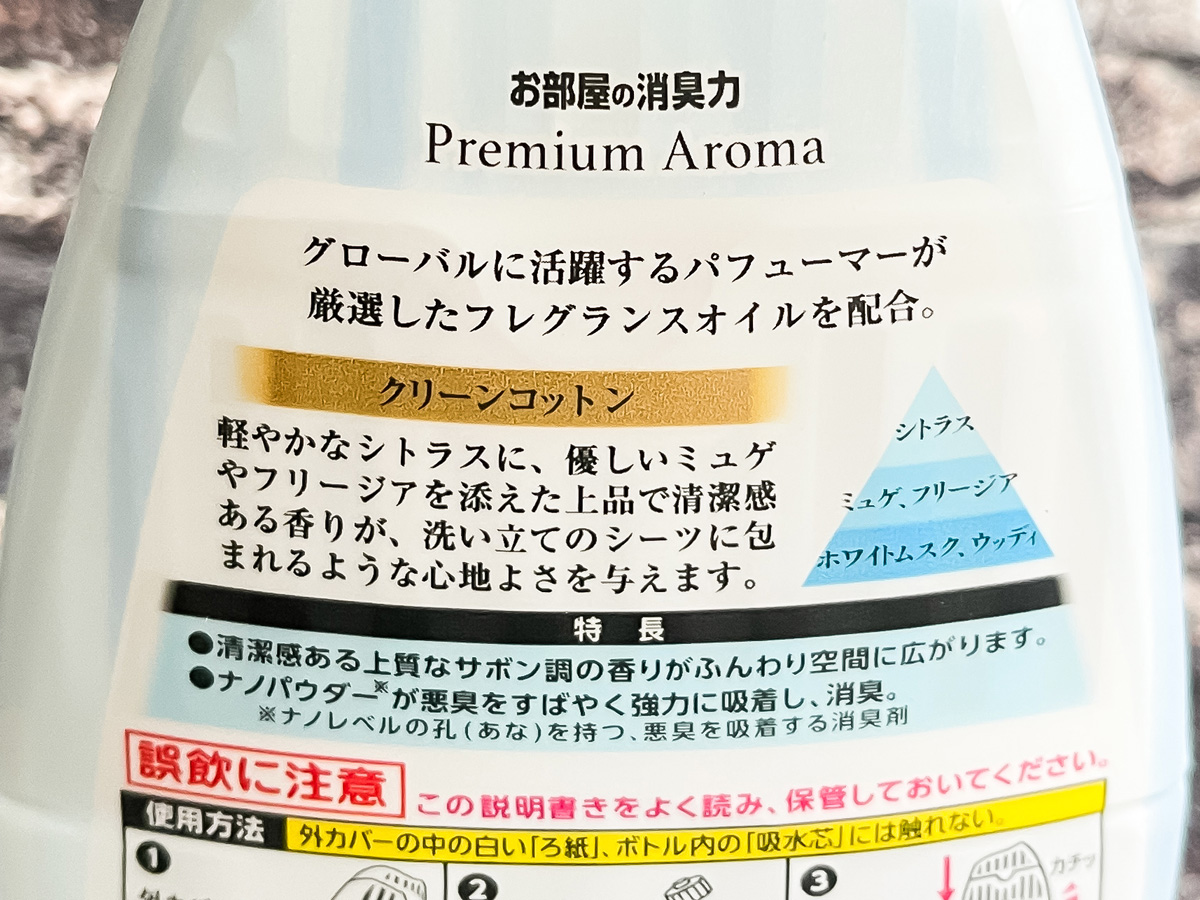 お部屋の消臭力
Premium Aroma
グローバルに活躍するパフューマーが
厳選したフレグランスオイルを配合。
クリーンコットン
軽やかなシトラスに、優しいミュゲ
やフリージアを添えた上品で清潔感
ある香りが、洗い立てのシーツに包
まれるような心地よさを与えます。
シトラス
ミュゲ、フリージア
ホワイトムスク、ウッディ
特 長
●清潔感ある上質なサボン調の香りがふんわり空間に広がります。
●ナノパウダー※が悪臭をすばやく強力に吸着し、消臭。
※ナノレベルの孔(あな)を持つ、悪臭を吸着する消臭剤
誤飲に注意
この説明書きをよく読み、保管しておいてください。
使用方法
外カバーの中の白い「ろ紙」、ボトル内の「吸水芯」には触れない。
1
2
3
カチッ